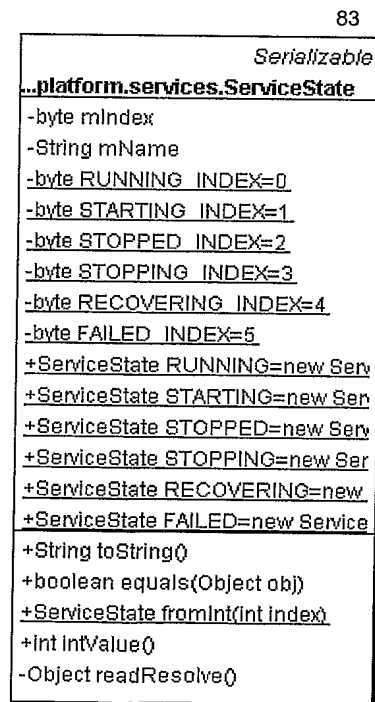 83
Serializable
...platform.services.ServiceState
-byte mIndex
-String mName
-byte RUNNING_INDEX=0
-byte STARTING_INDEX=1
-byte STOPPED_INDEX=2
-byte STOPPING_INDEX=3
-byte RECOVERING_INDEX=4
-byte FAILED_INDEX=5
+ServiceState RUNNING=new Serv
+ServiceState STARTING=new Ser
+ServiceState STOPPED=new Serv
+ServiceState STOPPING=new Ser
+ServiceState RECOVERING=new
+ServiceState FAILED=new Service
+String toString()
+boolean equals(Object obj)
+ServiceState fromInt(int index)
+int intValue()
-Object readResolve()